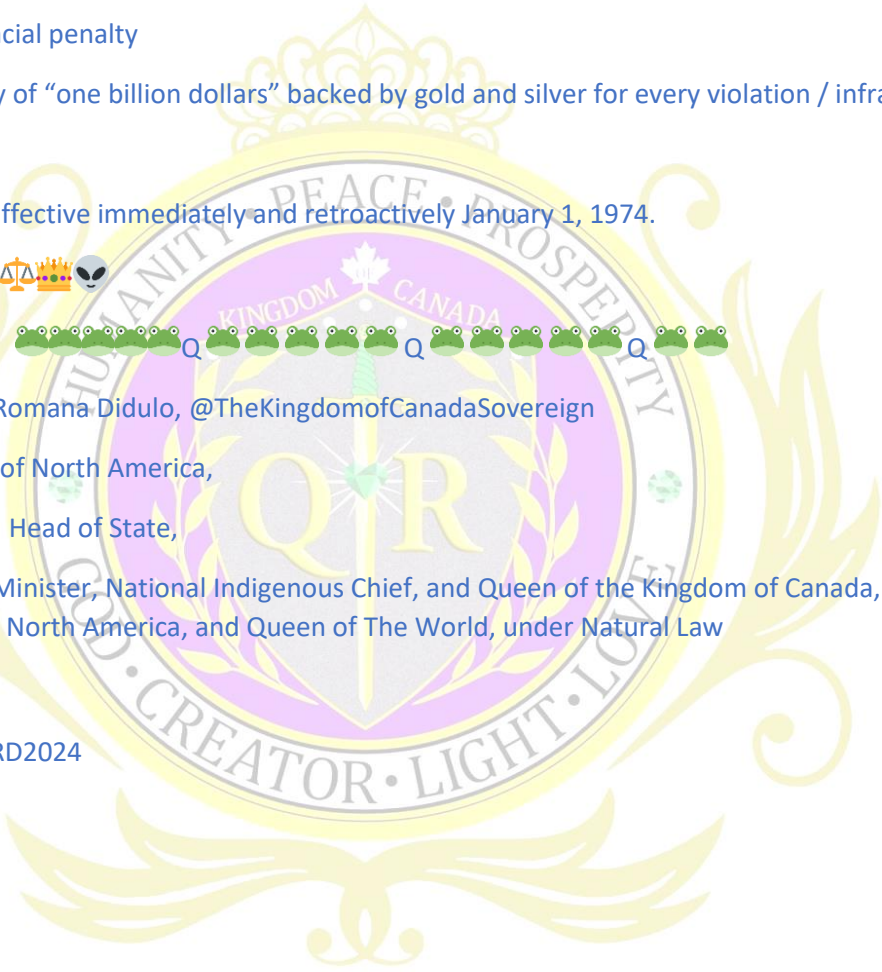 cial penalty
y of “one billion dollars” backed by gold and silver for every violation / infra
ffective immediately and retroactively January 1, 1974.
⚖️👑👽
🐸🐸🐸🐸🐸Q🐸🐸🐸🐸🐸Q🐸🐸🐸🐸🐸Q🐸🐸
Romana Didulo, @TheKingdomofCanadaSovereign
of North America,
Head of State,
Minister, National Indigenous Chief, and Queen of the Kingdom of Canada,
North America, and Queen of The World, under Natural Law
RD2024
HUMANITY • PEACE • PROSPERITY
KINGDOM CANADA
Q R
GOD • CREATOR • LIGHT • LOVE